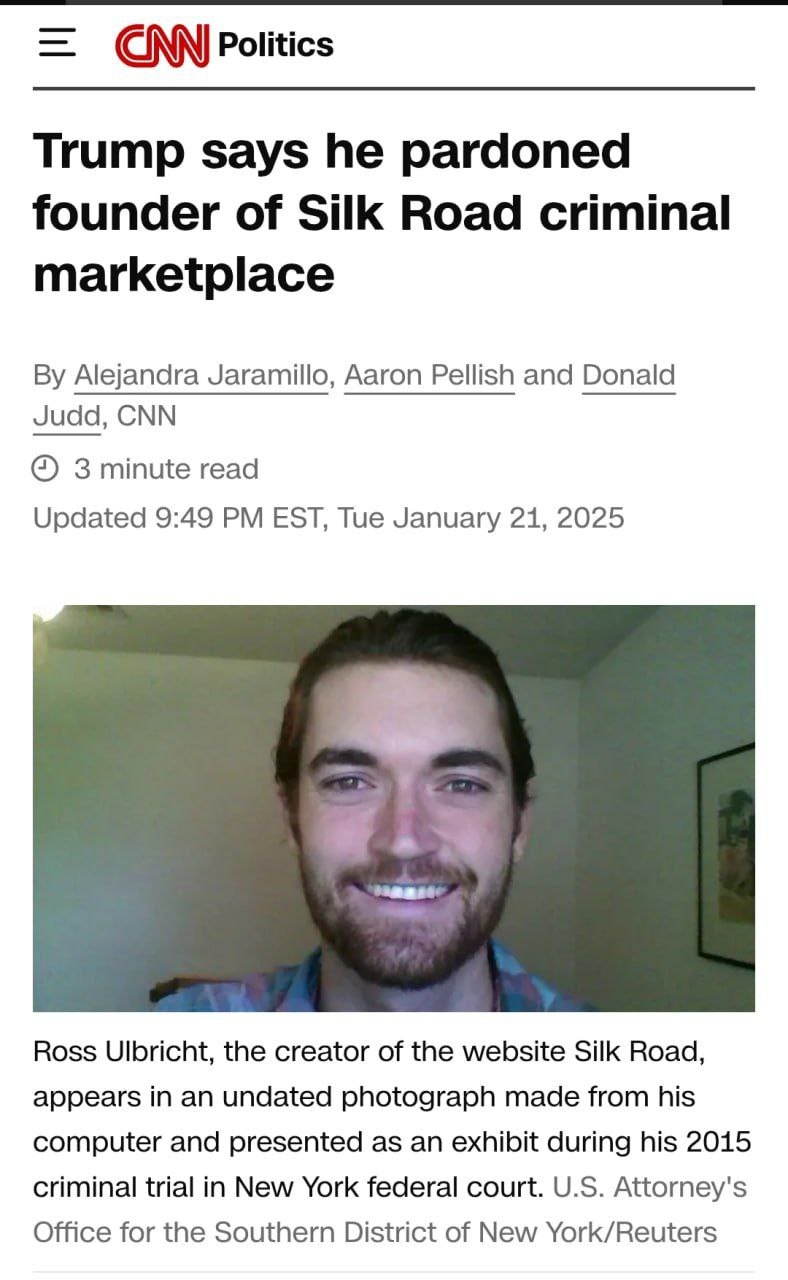 CNN Politics
Trump says he pardoned
founder of Silk Road criminal
marketplace
By Alejandra Jaramillo, Aaron Pellish and Donald
Judd, CNN
3 minute read
Updated 9:49 PM EST, Tue January 21, 2025
Ross Ulbricht, the creator of the website Silk Road,
appears in an undated photograph made from his
computer and presented as an exhibit during his 2015
criminal trial in New York federal court. U.S. Attorney's
Office for the Southern District of New York/Reuters